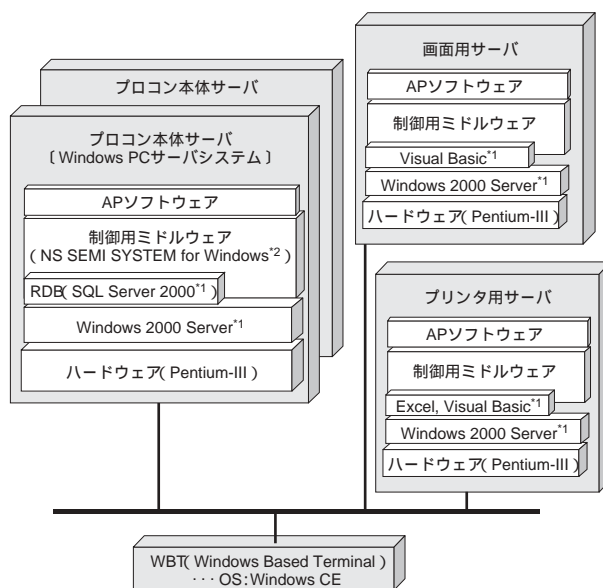 プロコン本体サーバ
プロコン本体サーバ
〔Windows PCサーバシステム〕
APソフトウェア
制御用ミドルウェア
(NS SEMI SYSTEM for Windows*2)
RDB(SQL Server 2000*1)
Windows 2000 Server*1
ハードウェア(Pentium-III)
画面用サーバ
APソフトウェア
制御用ミドルウェア
Visual Basic*1
Windows 2000 Server*1
ハードウェア(Pentium-III)
プリンタ用サーバ
APソフトウェア
制御用ミドルウェア
Excel, Visual Basic*1
Windows 2000 Server*1
ハードウェア(Pentium-III)
WBT(Windows Based Terminal)
···OS:Windows CE